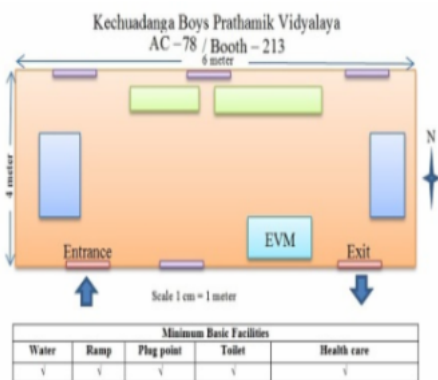 Kechuadanga Boys Prathamik Vidyalaya
AC – 78 / Booth – 213
6 meter
4 meter
N
EVM
Entrance
Exit
Scale 1 cm = 1 meter
Minimum Basic Facilities
Water Ramp Plug point Toilet Health care
√ √ √ √ √